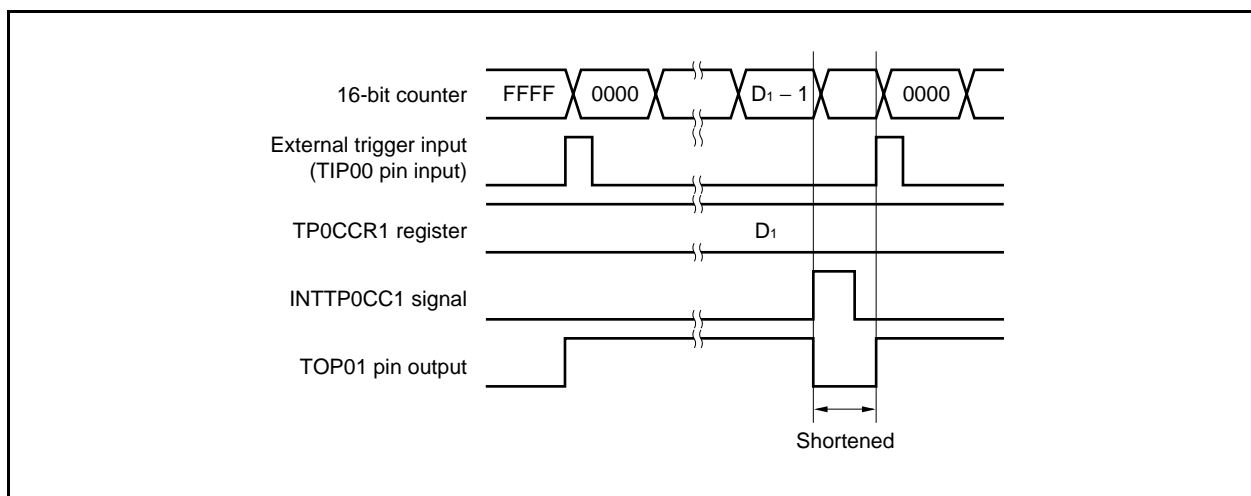 16-bit counter
FFFF 0000 D1 − 1 0000
External trigger input
(TIP00 pin input)
TP0CCR1 register
D1
INTTP0CC1 signal
TOP01 pin output
Shortened